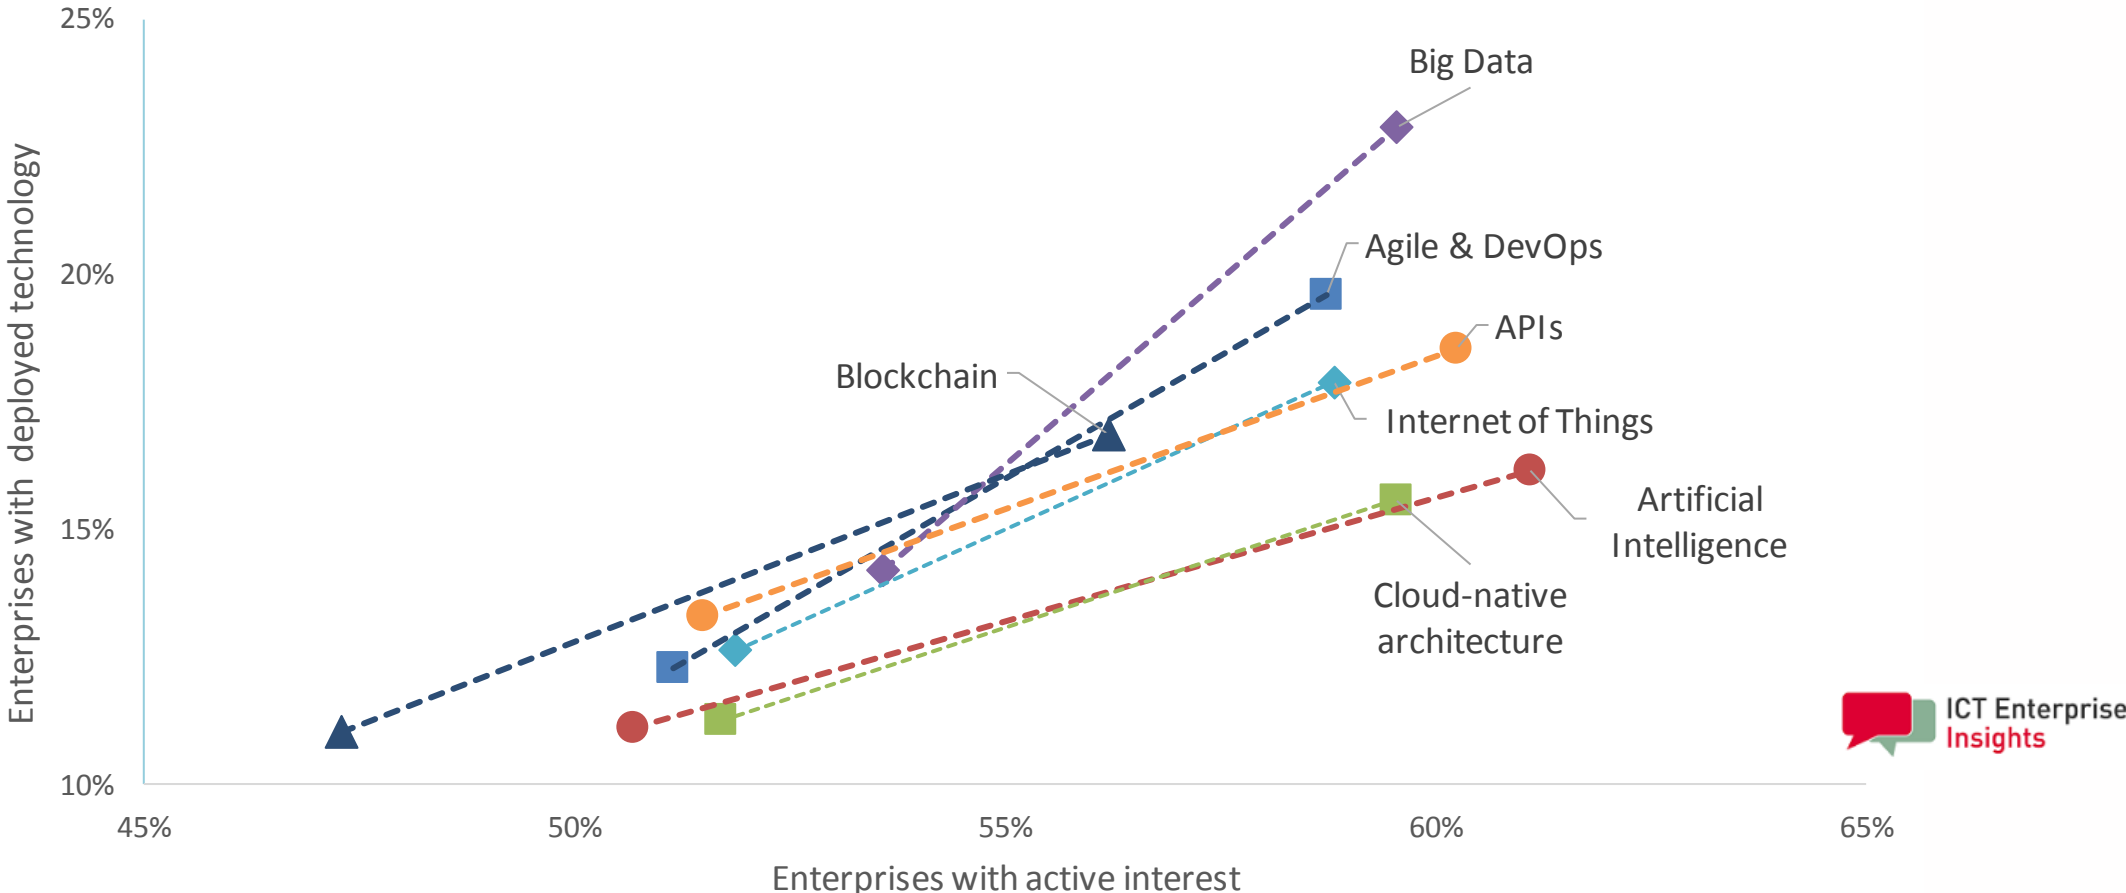 25%
Big Data
Agile & DevOps
20%
APIs
Blockchain
Internet of Things
Artificial
Intelligence
15%
Cloud-native
architecture
ICT Enterprise
Insights
10%
45%
50%
55%
60%
65%
Enterprises with active interest
Enterprises with deployed technology